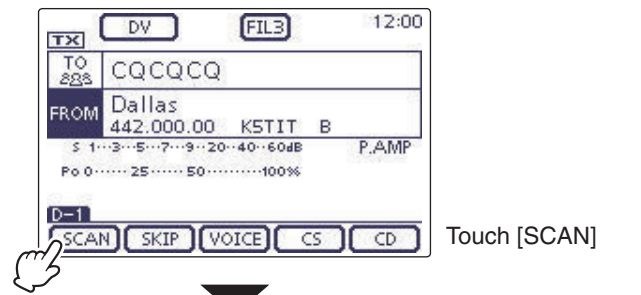 DV FIL3 12:00
TX
TO CQCQCQ
FROM Dallas
442.000.00 K5TIT B
S 1··3··5··7··9··20··40··60dB P.AMP
Po 0······25······50··········100%
D-1
SCAN SKIP VOICE CS CD
Touch [SCAN]